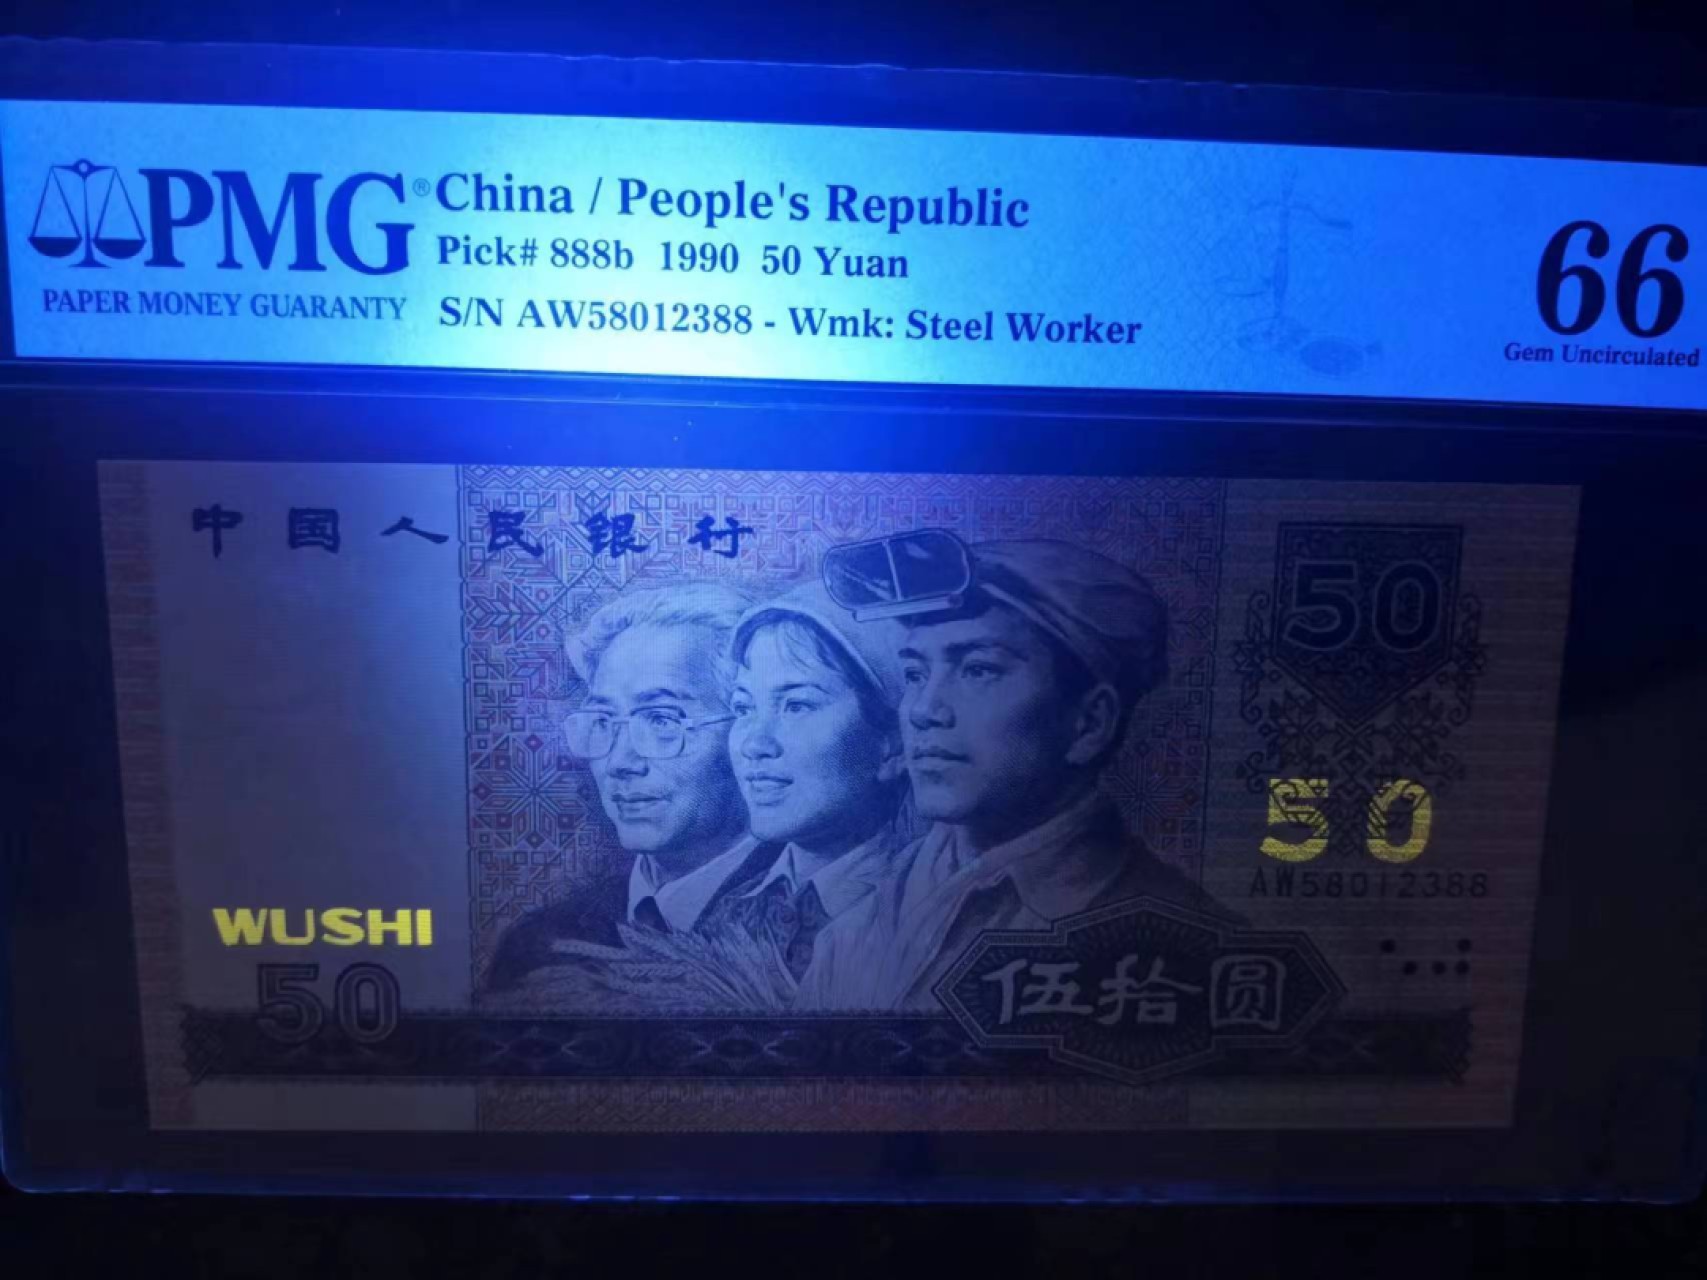 PMG® China / People's Republic
Pick# 888b 1990 50 Yuan
PAPER MONEY GUARANTY
S/N AW58012388 - Wmk: Steel Worker
66
Gem Uncirculated
中国人民银行
50
50
AW58012388
WUSHI
50
伍拾圆